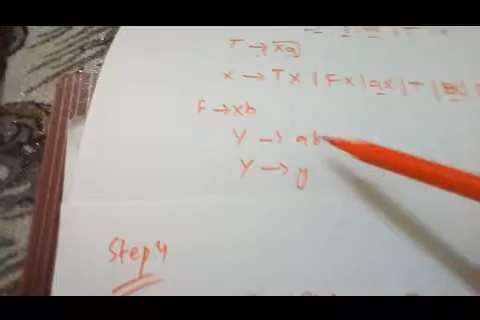 T → Xa
X → TX | FX | aX | T |
F → Xb
Y → ab
Y → y
Step 4